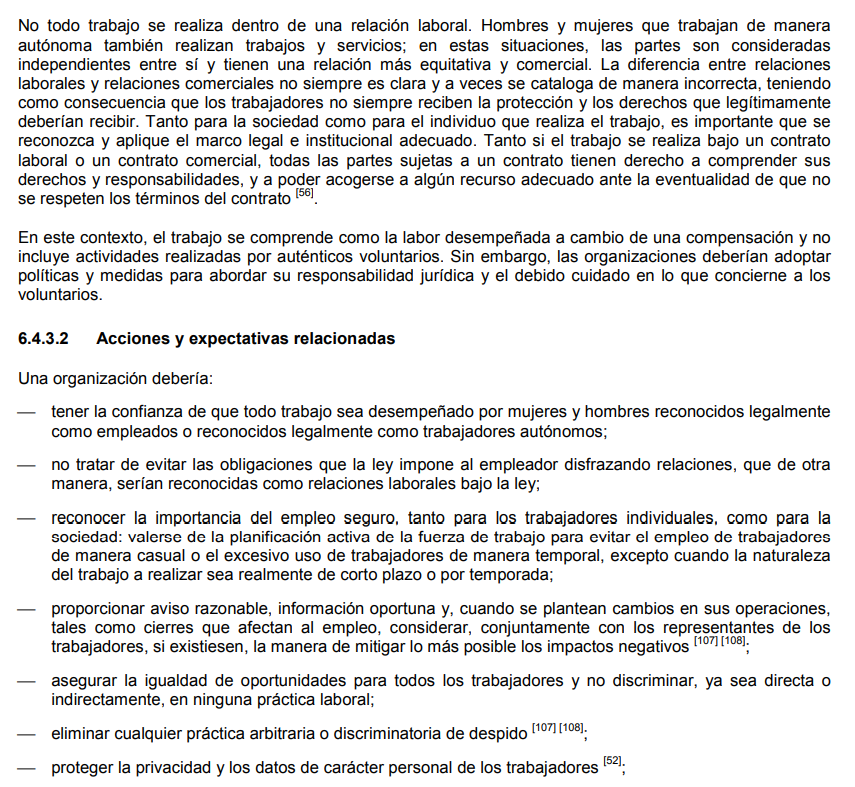 No todo trabajo se realiza dentro de una relación laboral. Hombres y mujeres que trabajan de manera
autónoma también realizan trabajos y servicios; en estas situaciones, las partes son consideradas
independientes entre sí y tienen una relación más equitativa y comercial. La diferencia entre relaciones
laborales y relaciones comerciales no siempre es clara y a veces se cataloga de manera incorrecta, teniendo
como consecuencia que los trabajadores no siempre reciben la protección y los derechos que legítimamente
deberían recibir. Tanto para la sociedad como para el individuo que realiza el trabajo, es importante que se
reconozca y aplique el marco legal e institucional adecuado. Tanto si el trabajo se realiza bajo un contrato
laboral o un contrato comercial, todas las partes sujetas a un contrato tienen derecho a comprender sus
derechos y responsabilidades, y a poder acogerse a algún recurso adecuado ante la eventualidad de que no
se respeten los términos del contrato [56].
En este contexto, el trabajo se comprende como la labor desempeñada a cambio de una compensación y no
incluye actividades realizadas por auténticos voluntarios. Sin embargo, las organizaciones deberían adoptar
políticas y medidas para abordar su responsabilidad jurídica y el debido cuidado en lo que concierne a los
voluntarios.
6.4.3.2 Acciones y expectativas relacionadas
Una organización debería:
— tener la confianza de que todo trabajo sea desempeñado por mujeres y hombres reconocidos legalmente
como empleados o reconocidos legalmente como trabajadores autónomos;
— no tratar de evitar las obligaciones que la ley impone al empleador disfrazando relaciones, que de otra
manera, serían reconocidas como relaciones laborales bajo la ley;
— reconocer la importancia del empleo seguro, tanto para los trabajadores individuales, como para la
sociedad: valerse de la planificación activa de la fuerza de trabajo para evitar el empleo de trabajadores
de manera casual o el excesivo uso de trabajadores de manera temporal, excepto cuando la naturaleza
del trabajo a realizar sea realmente de corto plazo o por temporada;
— proporcionar aviso razonable, información oportuna y, cuando se plantean cambios en sus operaciones,
tales como cierres que afectan al empleo, considerar, conjuntamente con los representantes de los
trabajadores, si existiesen, la manera de mitigar lo más posible los impactos negativos [107] [108];
— asegurar la igualdad de oportunidades para todos los trabajadores y no discriminar, ya sea directa o
indirectamente, en ninguna práctica laboral;
— eliminar cualquier práctica arbitraria o discriminatoria de despido [107] [108];
— proteger la privacidad y los datos de carácter personal de los trabajadores [52];